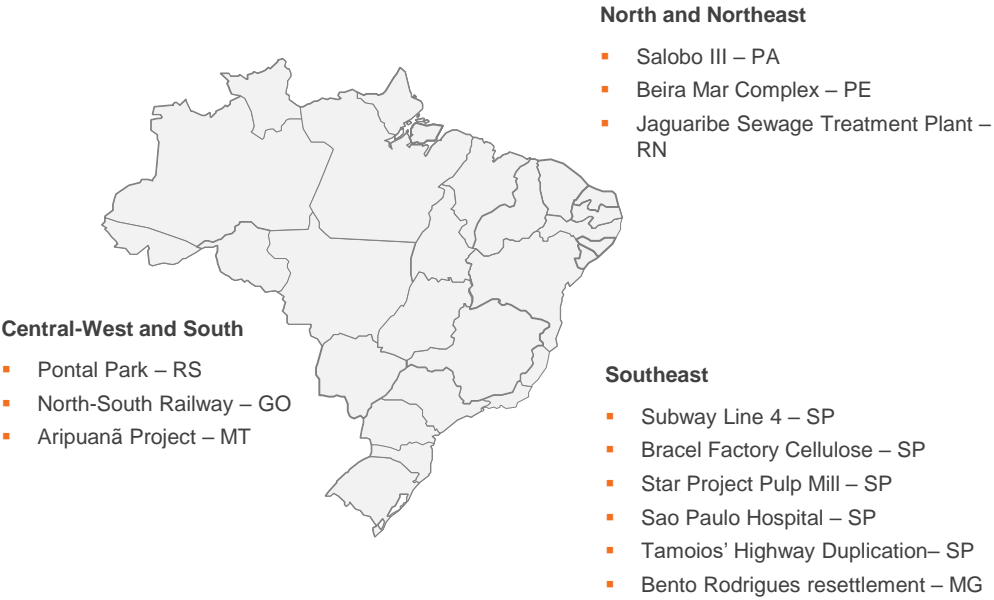 North and Northeast
▪ Salobo III – PA
▪ Beira Mar Complex – PE
▪ Jaguaribe Sewage Treatment Plant –
RN
Central-West and South
▪ Pontal Park – RS
▪ North-South Railway – GO
▪ Aripuanã Project – MT
Southeast
▪ Subway Line 4 – SP
▪ Bracel Factory Cellulose – SP
▪ Star Project Pulp Mill – SP
▪ Sao Paulo Hospital – SP
▪ Tamoios’ Highway Duplication– SP
▪ Bento Rodrigues resettlement – MG